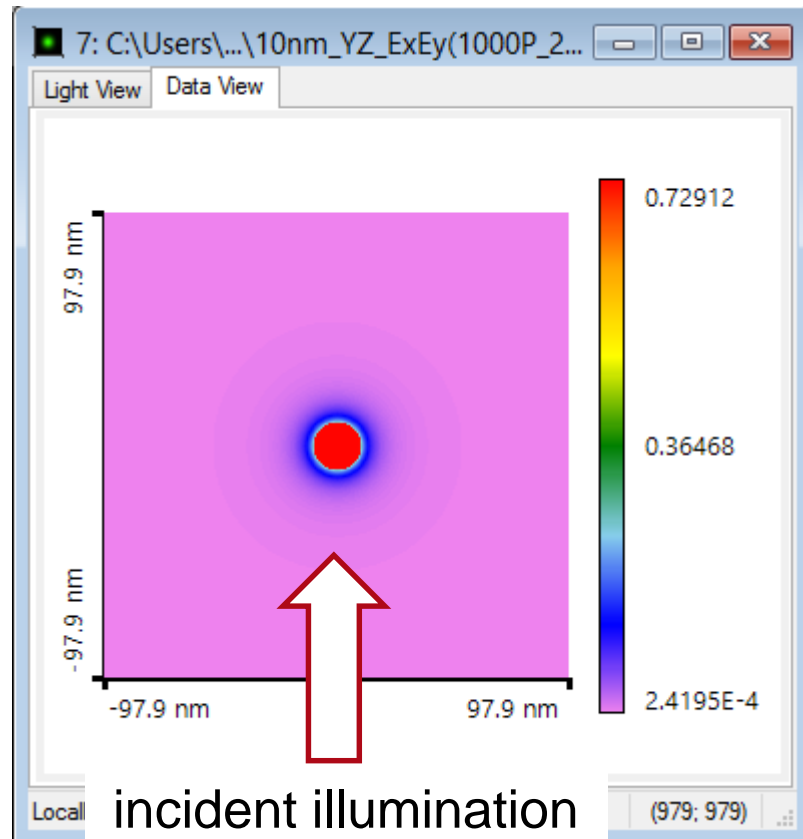 7: C:\Users\...\10nm_YZ_ExEy(1000P_2...
Light View Data View
0.72912
97.9 nm
0.36468
-97.9 nm
2.4195E-4
-97.9 nm 97.9 nm
incident illumination
Locall (979; 979)